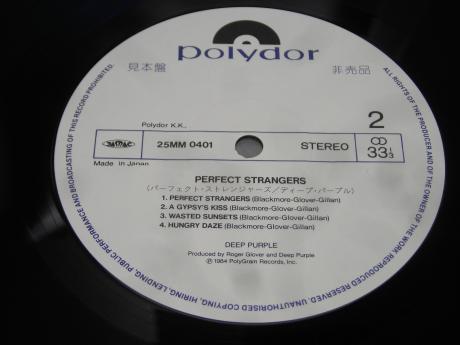 polydor
見本盤
非売品
Polydor K.K.,
2
25MM 0401
STEREO
33 1/3
Made in Japan
PERFECT STRANGERS
(パーフェクト・ストレンジャーズ/ディープ・パープル)
1. PERFECT STRANGERS (Blackmore-Glover-Gillan)
2. A GYPSY'S KISS (Blackmore-Glover-Gillan)
3. WASTED SUNSETS (Blackmore-Glover-Gillan)
4. HUNGRY DAZE (Blackmore-Glover-Gillan)
DEEP PURPLE
Produced by Roger Glover and Deep Purple
Ⓟ 1984 PolyGram Records, Inc.
ALL RIGHTS OF THE PRODUCER AND OF THE OWNER OF THE WORK REPRODUCED RESERVED. UNAUTHORISED COPYING, HIRING, LENDING, PUBLIC PERFORMANCE AND BROADCASTING OF THIS RECORD PROHIBITED.